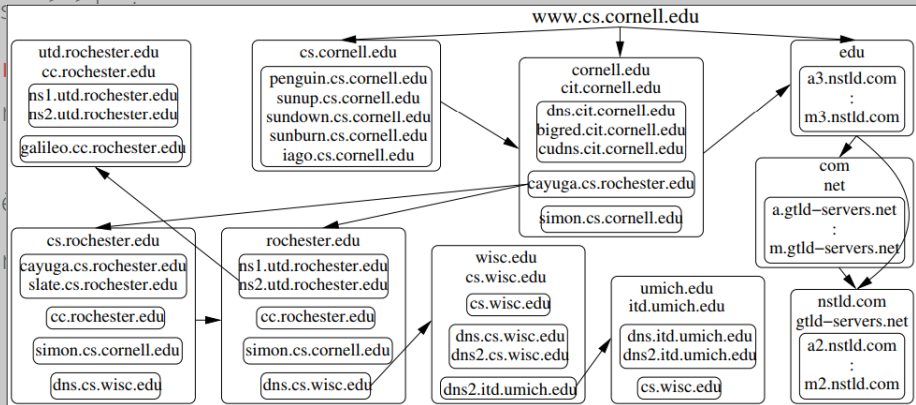 www.cs.cornell.edu
utd.rochester.edu
cc.rochester.edu
ns1.utd.rochester.edu
ns2.utd.rochester.edu
galileo.cc.rochester.edu
cs.cornell.edu
penguin.cs.cornell.edu
sunup.cs.cornell.edu
sundown.cs.cornell.edu
sunburn.cs.cornell.edu
iago.cs.cornell.edu
cornell.edu
cit.cornell.edu
dns.cit.cornell.edu
bigred.cit.cornell.edu
cudns.cit.cornell.edu
cayuga.cs.rochester.edu
simon.cs.cornell.edu
edu
a3.nstld.com
:
m3.nstld.com
com
net
a.gtld-servers.net
:
m.gtld-servers.net
cs.rochester.edu
cayuga.cs.rochester.edu
slate.cs.rochester.edu
cc.rochester.edu
simon.cs.cornell.edu
dns.cs.wisc.edu
rochester.edu
ns1.utd.rochester.edu
ns2.utd.rochester.edu
cc.rochester.edu
simon.cs.cornell.edu
dns.cs.wisc.edu
wisc.edu
cs.wisc.edu
cs.wisc.edu
dns.cs.wisc.edu
dns2.cs.wisc.edu
dns2.itd.umich.edu
umich.edu
itd.umich.edu
dns.itd.umich.edu
dns2.itd.umich.edu
cs.wisc.edu
nstld.com
gtld-servers.net
a2.nstld.com
:
m2.nstld.com